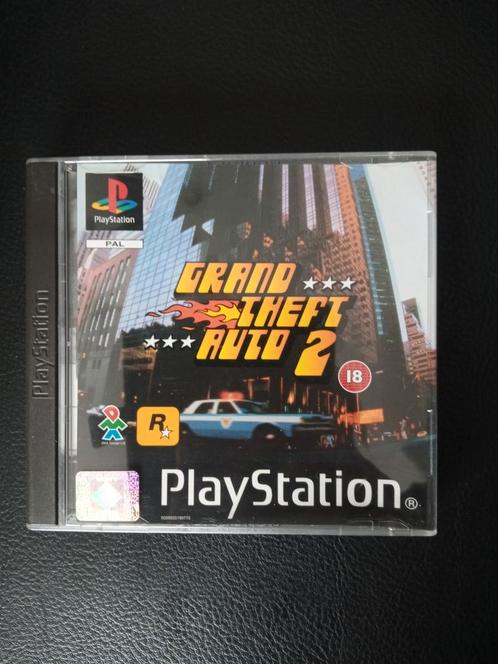 PlayStation
PAL
PlayStation
GRAND
THEFT
AUTO 2
18
R
PlayStation®